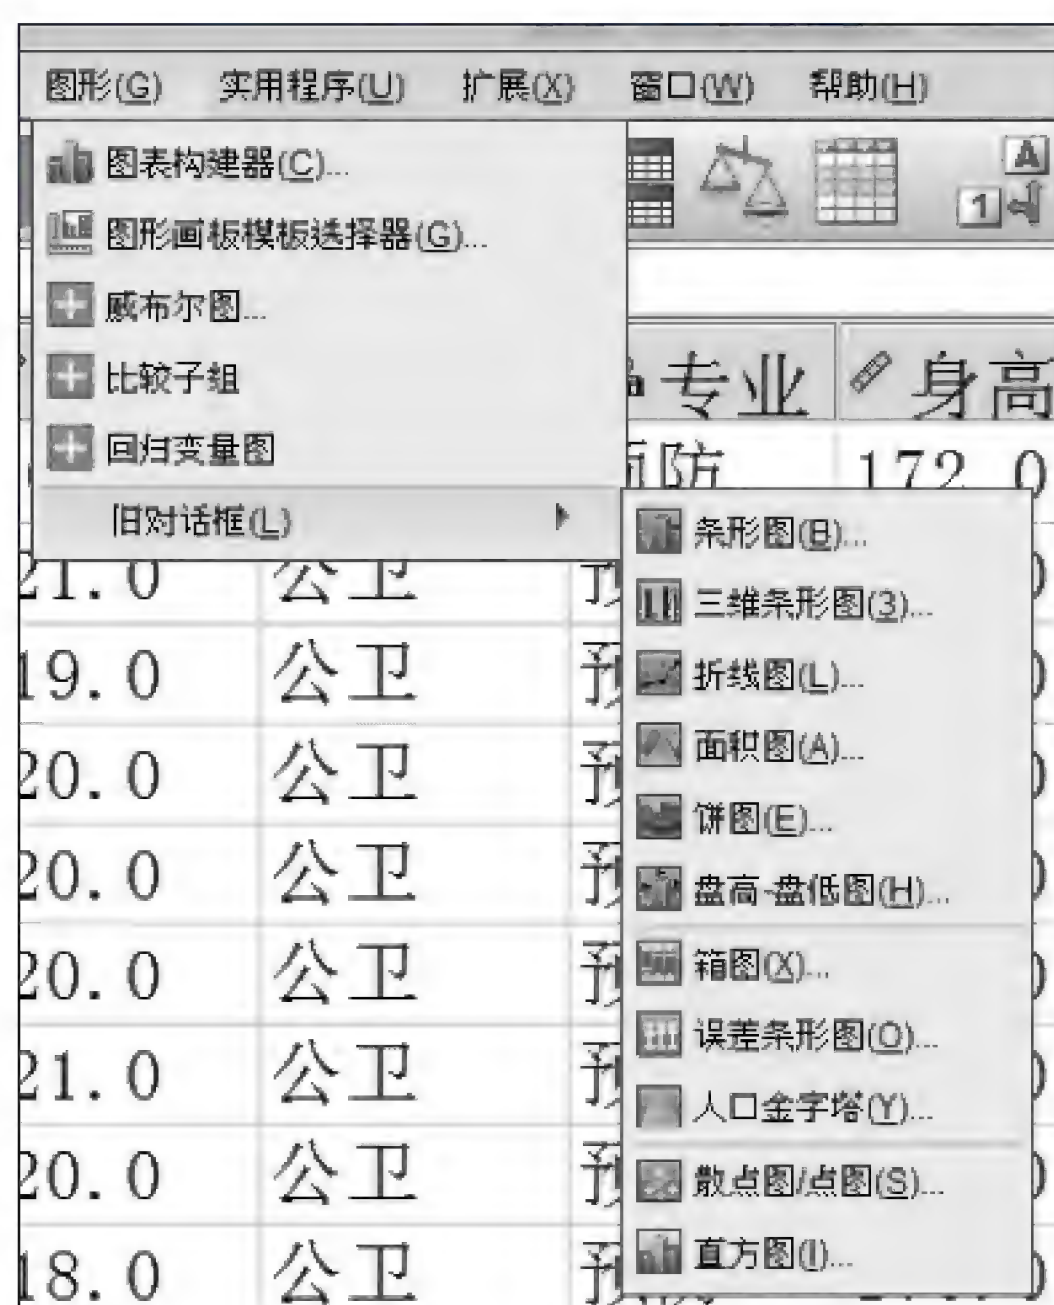 图形(G) 实用程序(U) 扩展(X) 窗口(W) 帮助(H)
图表构建器(C)...
图形画板模板选择器(G)...
威布尔图...
比较子组
回归变量图
旧对话框(L)
A
1
专业 身高
预防 172.0
条形图(B)...
三维条形图(3)...
折线图(L)...
面积图(A)...
饼图(E)...
盘高-盘低图(H)...
箱图(X)...
误差条形图(O)...
人口金字塔(Y)...
散点图/点图(S)...
直方图(I)...
21.0 公卫
19.0 公卫
20.0 公卫
20.0 公卫
20.0 公卫
21.0 公卫
20.0 公卫
18.0 公卫